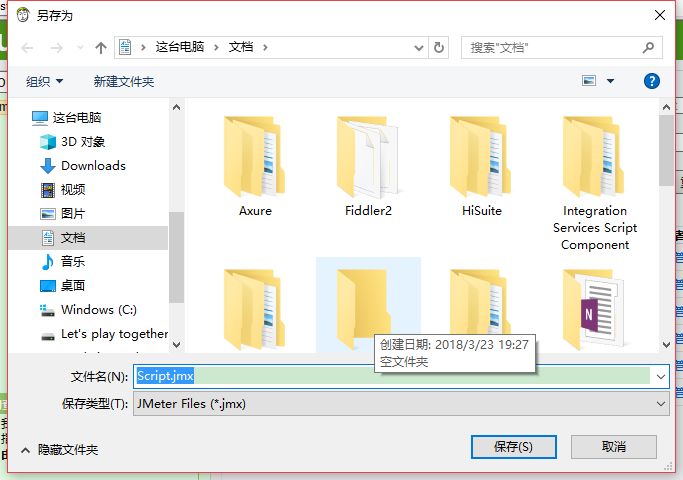 另存为
这台电脑 › 文档 ›
搜索"文档"
组织
新建文件夹
这台电脑
3D 对象
Downloads
视频
图片
文档
音乐
桌面
Windows (C:)
Let's play together
Axure
Fiddler2
HiSuite
Integration
Services Script
Component
N
创建日期: 2018/3/23 19:27
空文件夹
文件名(N):
Script.jmx
保存类型(T):
JMeter Files (*.jmx)
隐藏文件夹
保存(S)
取消